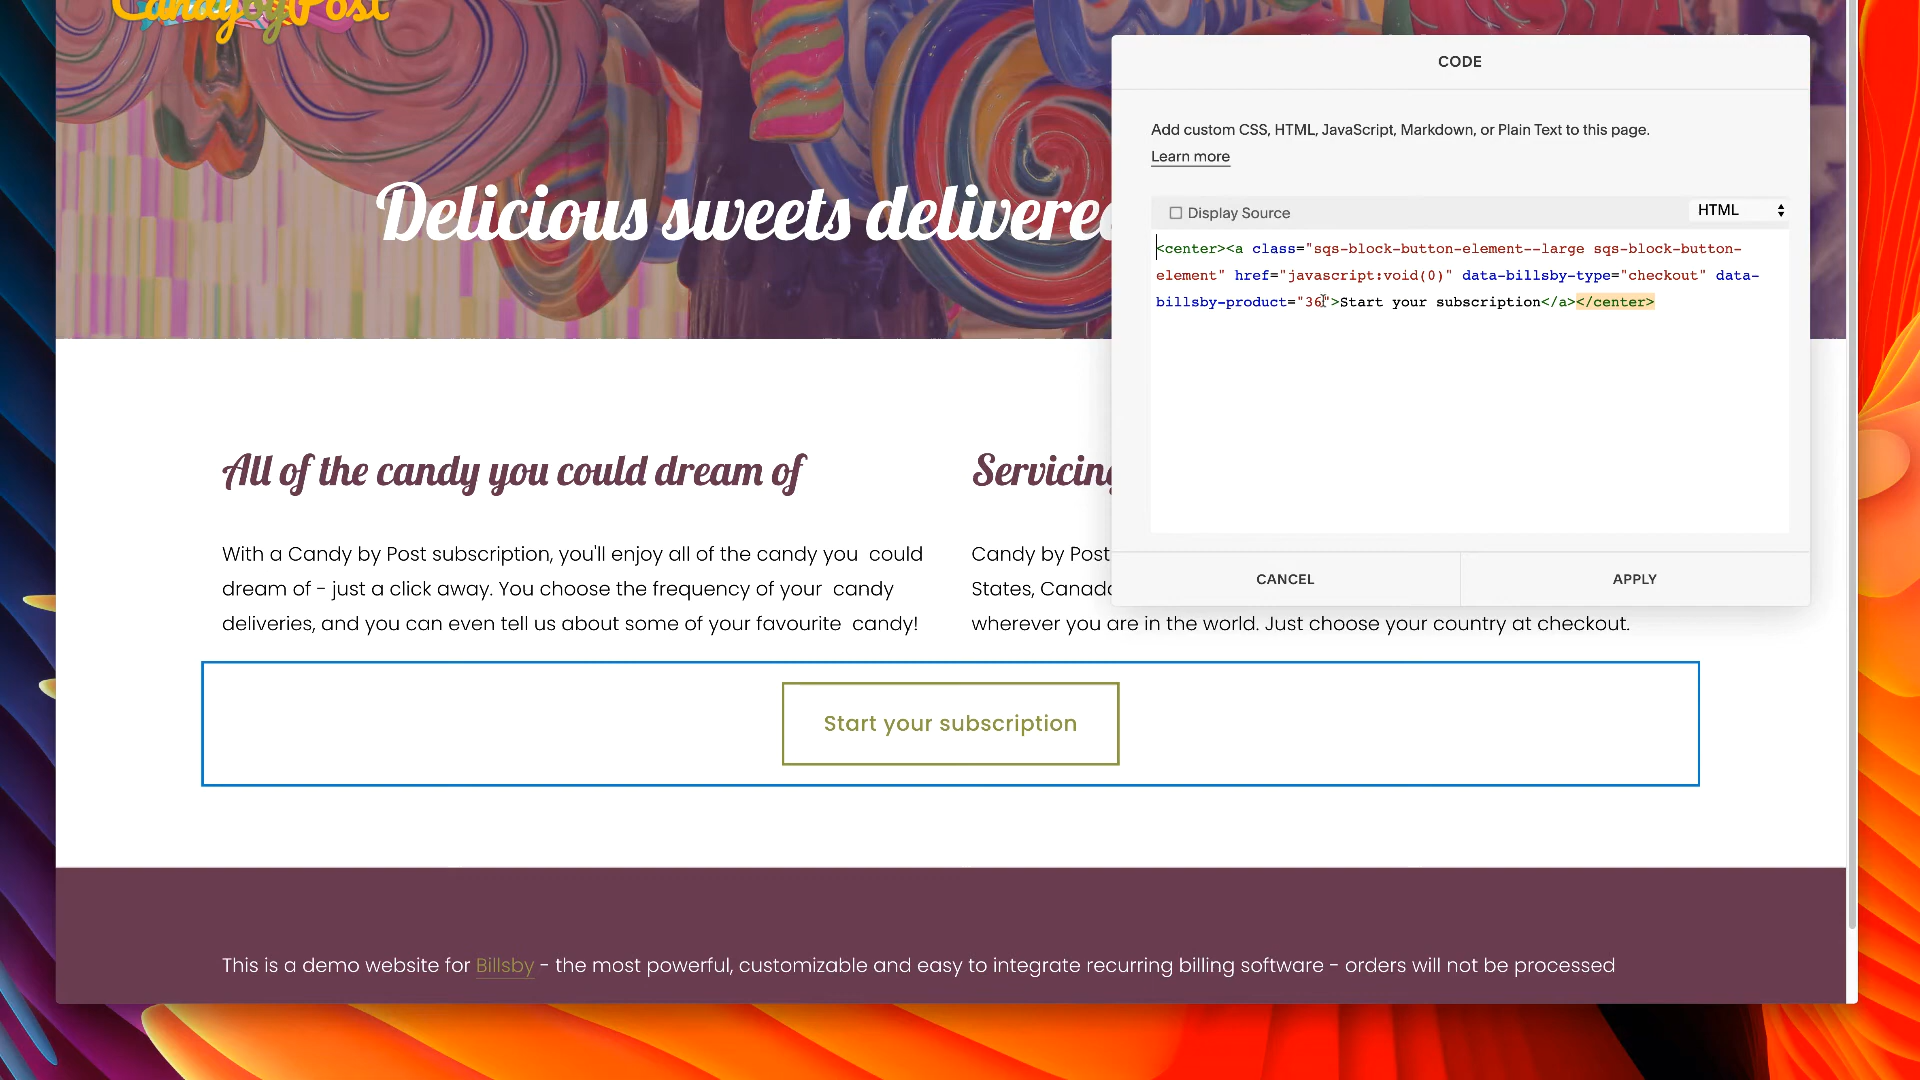 CandybyPost
CODE
Add custom CSS, HTML, JavaScript, Markdown, or Plain Text to this page.
Learn more
Display Source
HTML
<center><a class="sqs-block-button-element--large sqs-block-button-
element" href="javascript:void(0)" data-billsby-type="checkout" data-
billsby-product="36">Start your subscription</a></center>
CANCEL
APPLY
Delicious sweets delivered
All of the candy you could dream of
With a Candy by Post subscription, you'll enjoy all of the candy you could
dream of - just a click away. You choose the frequency of your candy
deliveries, and you can even tell us about some of your favourite candy!
Servicing
Candy by Post
States, Canada
wherever you are in the world. Just choose your country at checkout.
Start your subscription
This is a demo website for Billsby - the most powerful, customizable and easy to integrate recurring billing software - orders will not be processed